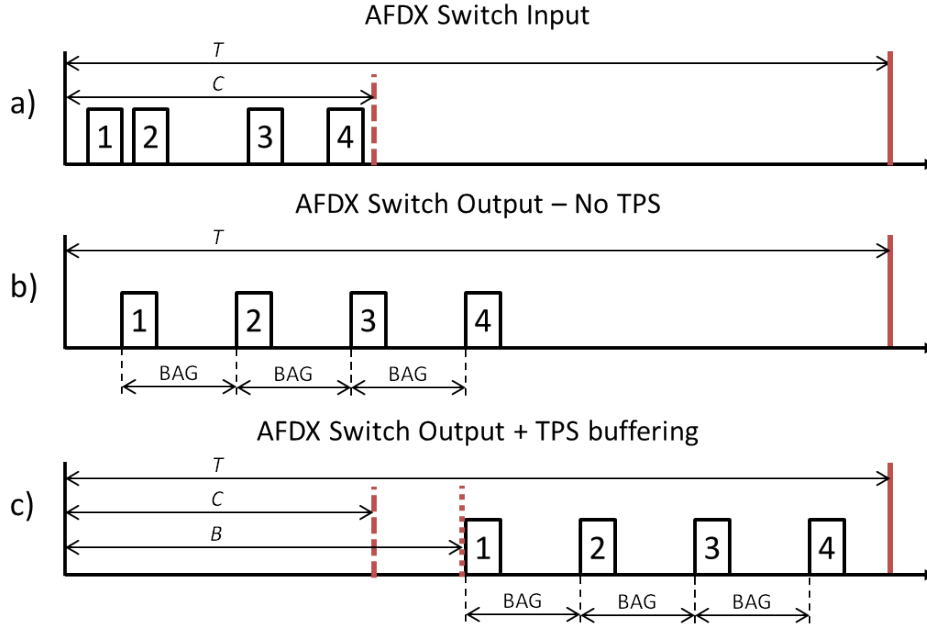 AFDX Switch Input
T
C
a)
1 2 3 4
AFDX Switch Output – No TPS
T
b)
1 2 3 4
BAG BAG BAG
AFDX Switch Output + TPS buffering
T
C
c)
B
1 2 3 4
BAG BAG BAG